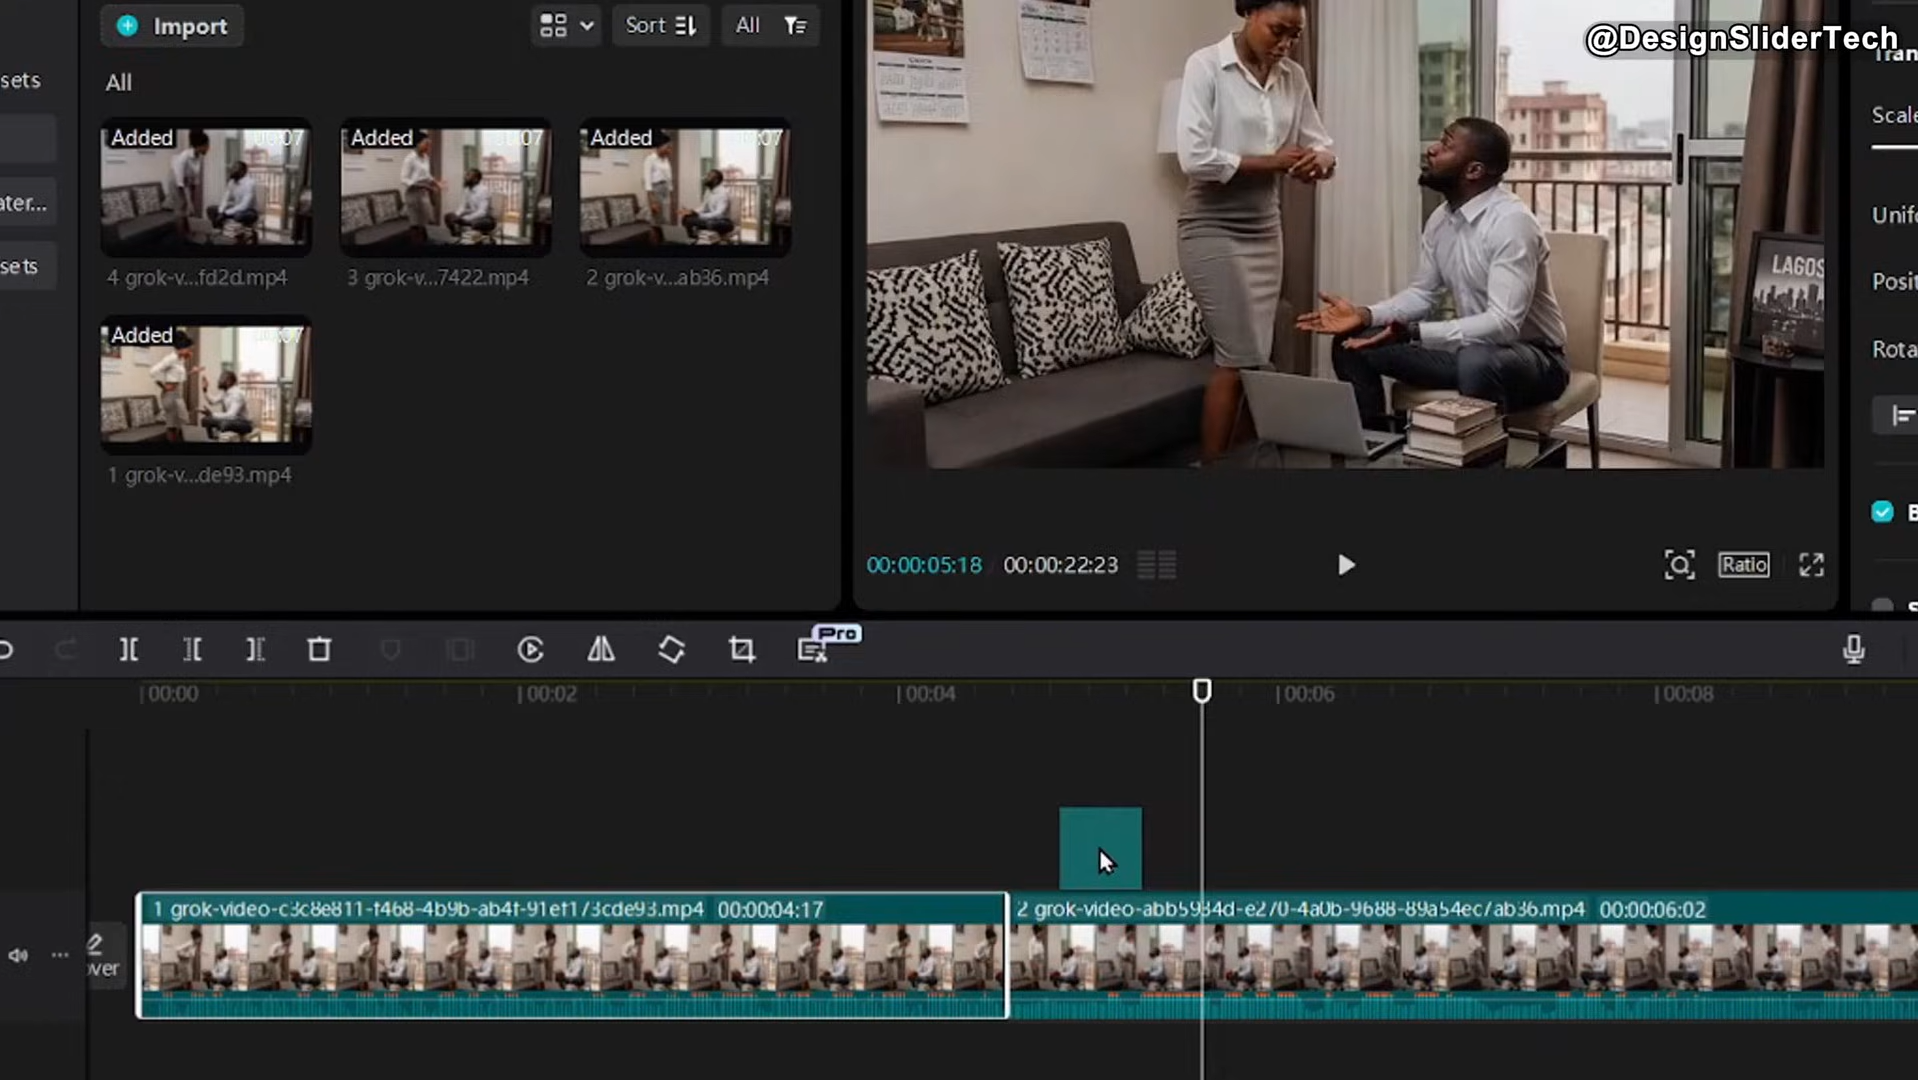 @DesignSliderTech
Import
Sort
All
Tran
Scale
sets
All
Added
Added
Added
ater...
sets
4 grok-v...fd2d.mp4
3 grok-v...7422.mp4
2 grok-v...ab36.mp4
LAGOS
Unifo
Posit
Rota
Added
1 grok-v...de93.mp4
00:00:05:18
00:00:22:23
Ratio
Pro
00:00
00:02
00:04
00:06
00:08
1 grok-video-c3c8e811-f468-4b9b-ab4f-91ef173cde93.mp4 00:00:04:17
2 grok-video-abb5934d-e270-4a0b-9688-89a54ec7ab36.mp4 00:00:06:02
over